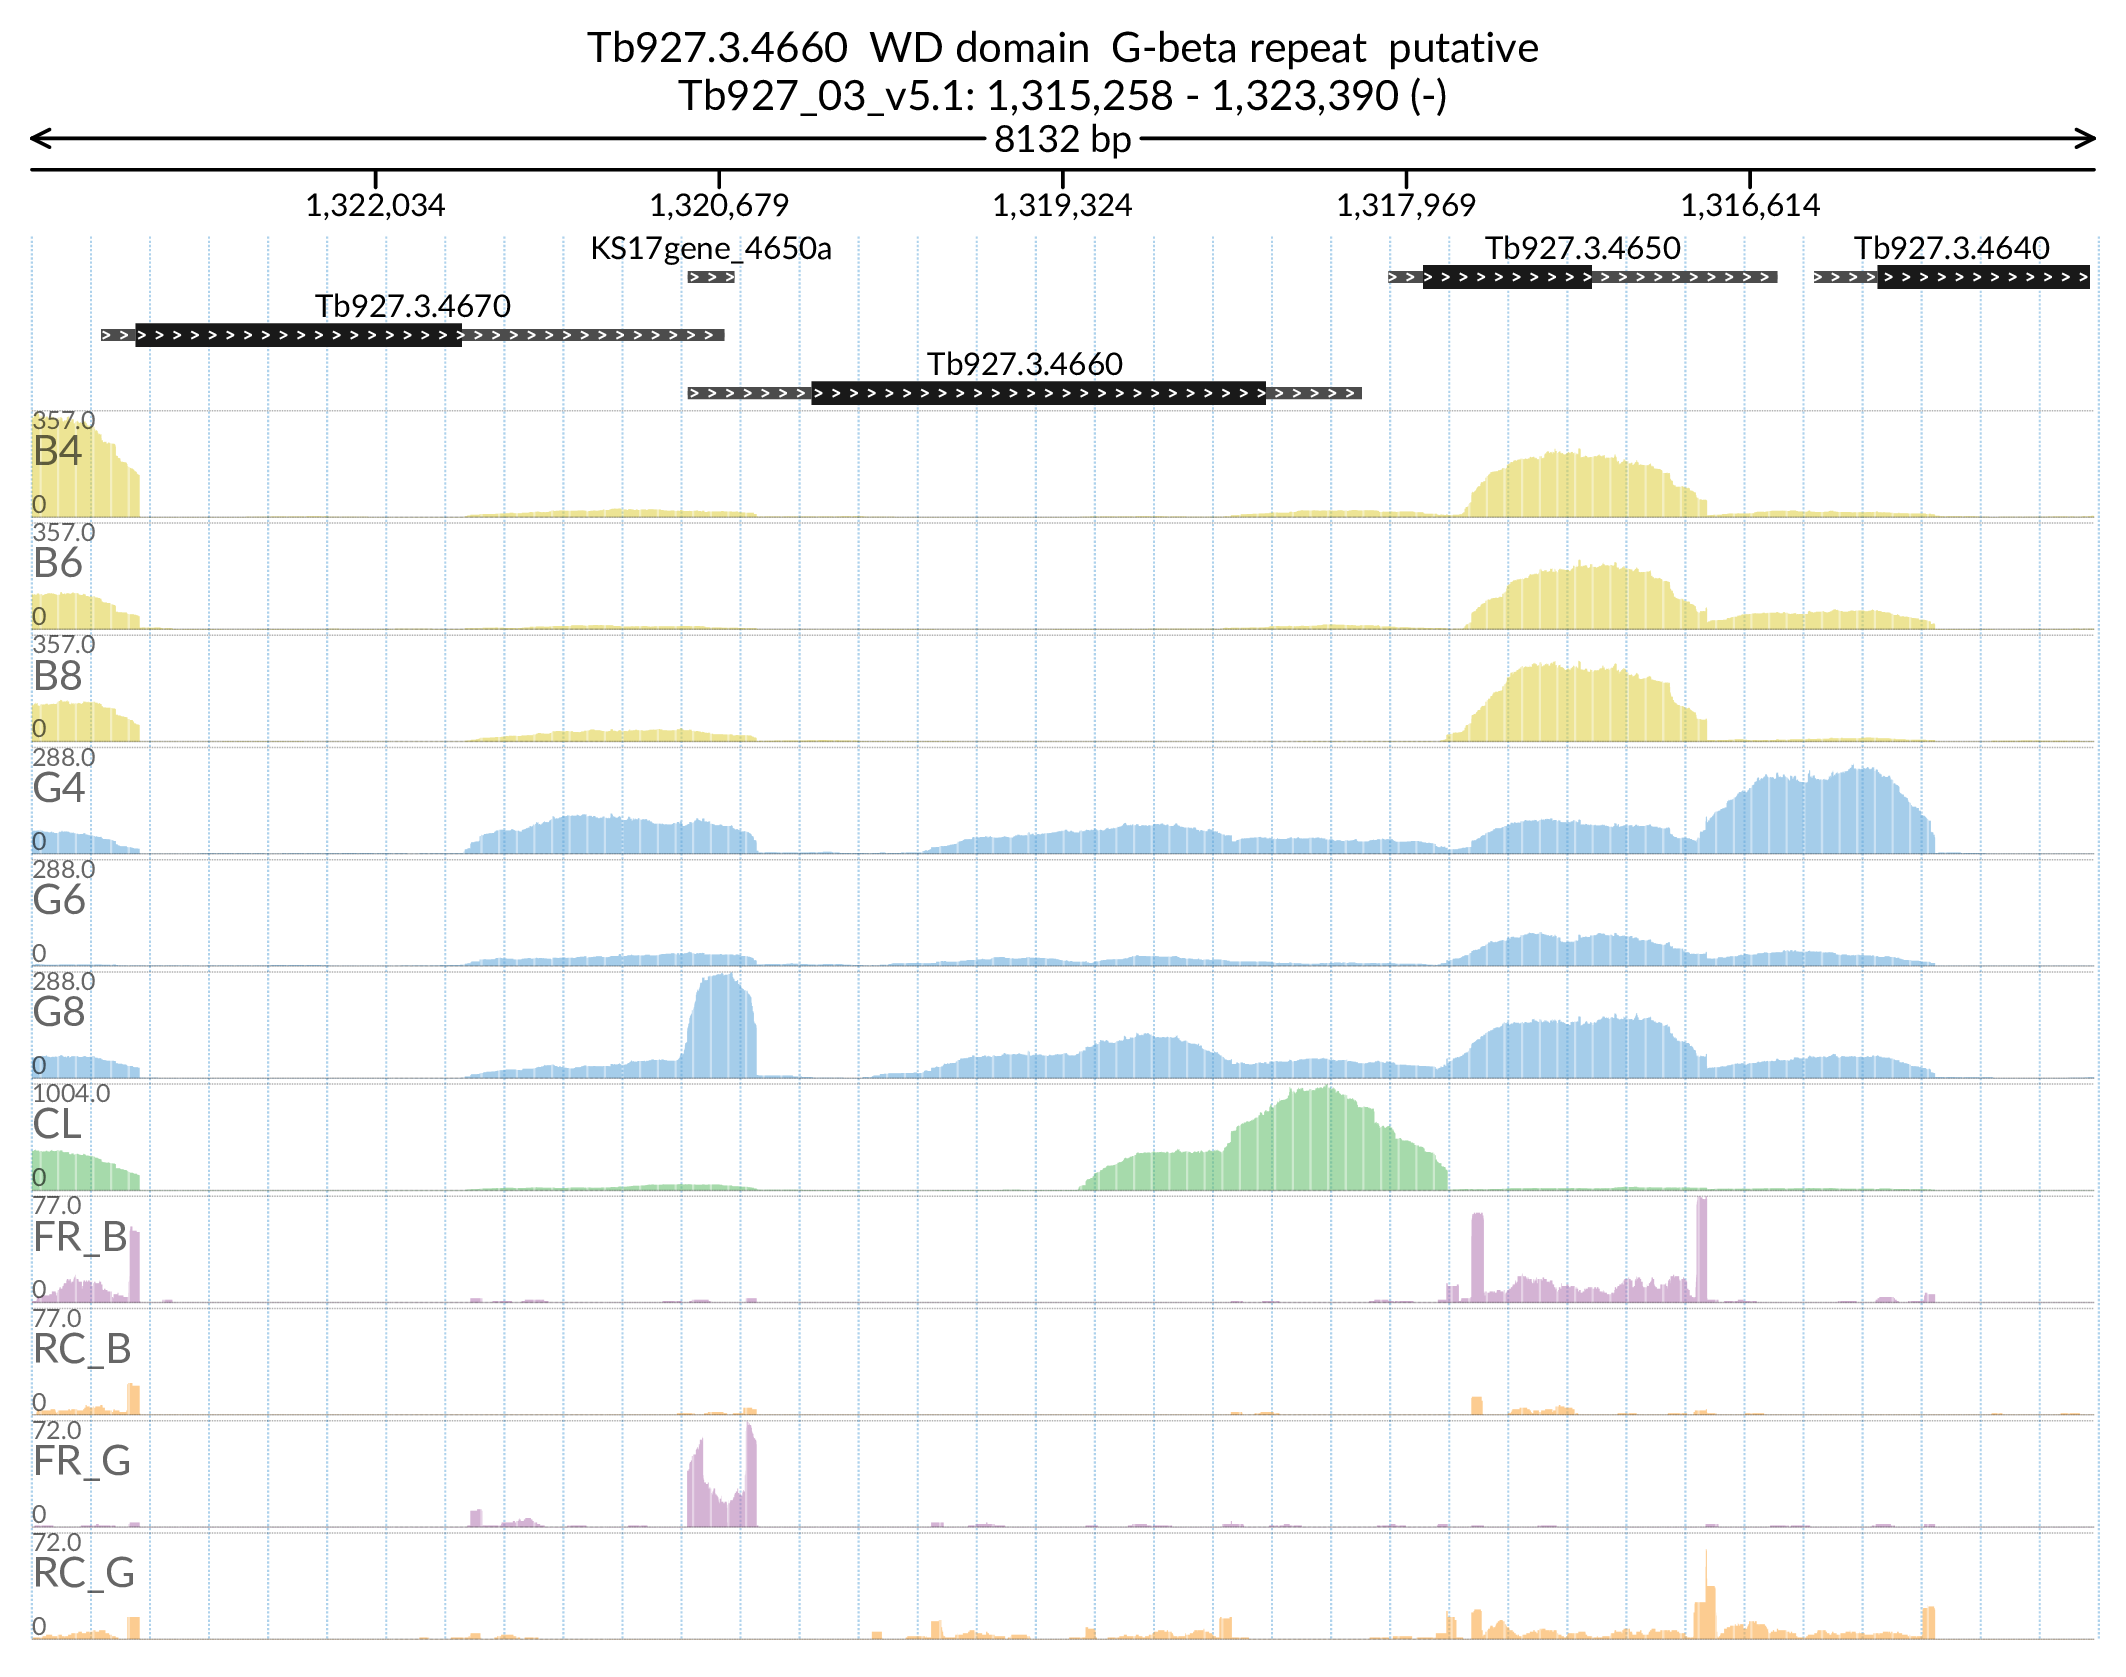 Tb927.3.4660  WD domain  G-beta repeat  putative
Tb927_03_v5.1: 1,315,258 - 1,323,390 (-)
8132 bp
1,322,034 1,320,679 1,319,324 1,317,969 1,316,614
KS17gene_4650a Tb927.3.4650 Tb927.3.4640
Tb927.3.4670
Tb927.3.4660
357.0
B4
0
357.0
B6
0
357.0
B8
0
288.0
G4
0
288.0
G6
0
288.0
G8
0
1004.0
CL
0
77.0
FR_B
0
77.0
RC_B
0
72.0
FR_G
0
72.0
RC_G
0